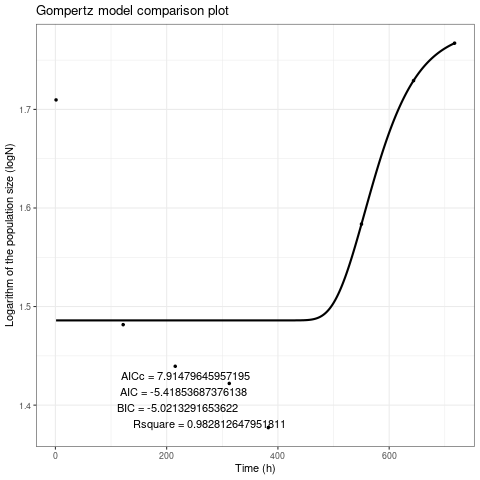 Gompertz model comparison plot
Logarithm of the population size (logN)
1.7
1.6
1.5
1.4
AICc = 7.91479645957195
AIC = -5.41853687376138
BIC = -5.0213291653622
Rsquare = 0.982812647951811
0 200 400 600
Time (h)